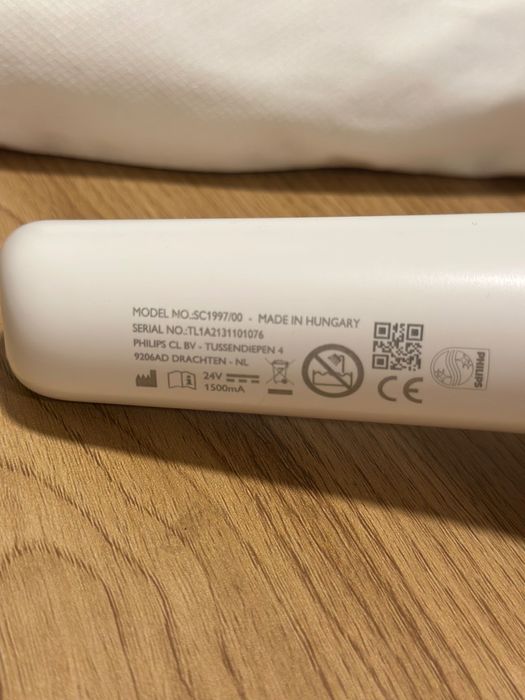 MODEL NO.:SC1997/00 - MADE IN HUNGARY
SERIAL NO.:TL1A2131101076
PHILIPS CL BV - TUSSENDIEPEN 4
9206AD DRACHTEN - NL
24V
1500mA
CE
PHILIPS